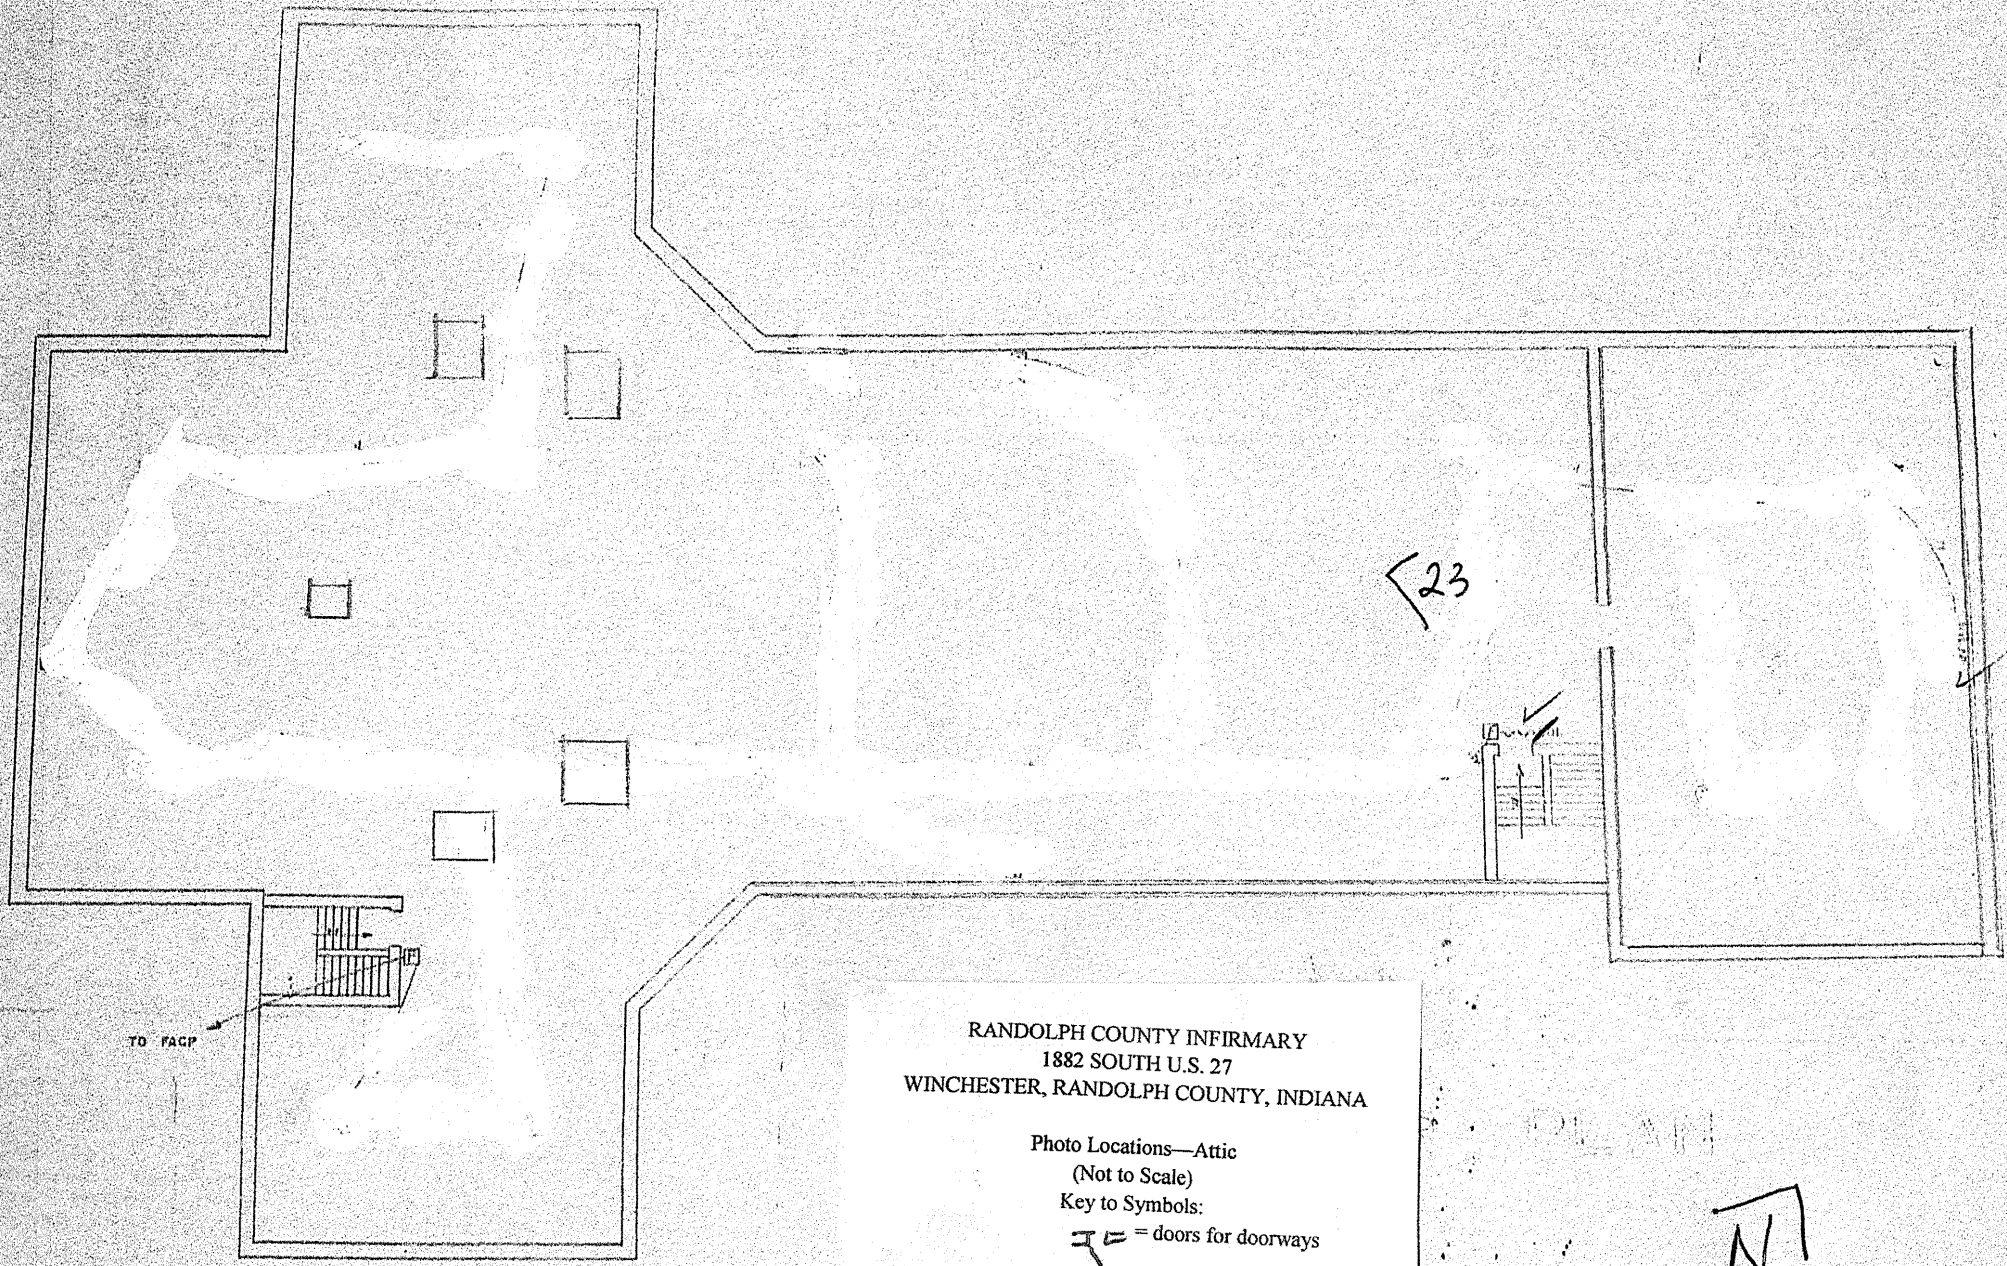 23
TO FACP
RANDOLPH COUNTY INFIRMARY
1882 SOUTH U.S. 27
WINCHESTER, RANDOLPH COUNTY, INDIANA
Photo Locations—Attic
(Not to Scale)
Key to Symbols:
= doors for doorways
PLAN
N